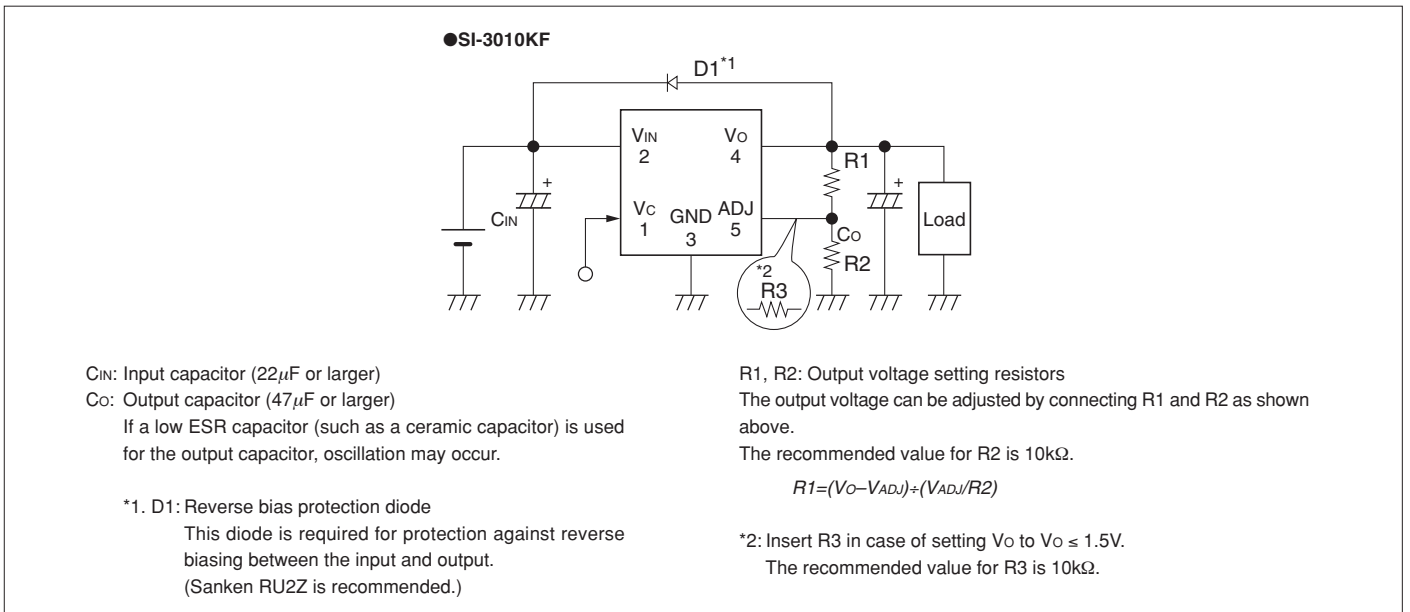 ●SI-3010KF
D1*1
VIN
2
VO
4
R1
+
+
CIN
VC
1
GND
3
ADJ
5
Load
CO
R2
*2
R3
CIN: Input capacitor (22μF or larger)
CO: Output capacitor (47μF or larger)
If a low ESR capacitor (such as a ceramic capacitor) is used
for the output capacitor, oscillation may occur.
*1. D1: Reverse bias protection diode
This diode is required for protection against reverse
biasing between the input and output.
(Sanken RU2Z is recommended.)
R1, R2: Output voltage setting resistors
The output voltage can be adjusted by connecting R1 and R2 as shown
above.
The recommended value for R2 is 10kΩ.
R1=(VO–VADJ)÷(VADJ/R2)
*2: Insert R3 in case of setting VO to VO ≤ 1.5V.
The recommended value for R3 is 10kΩ.